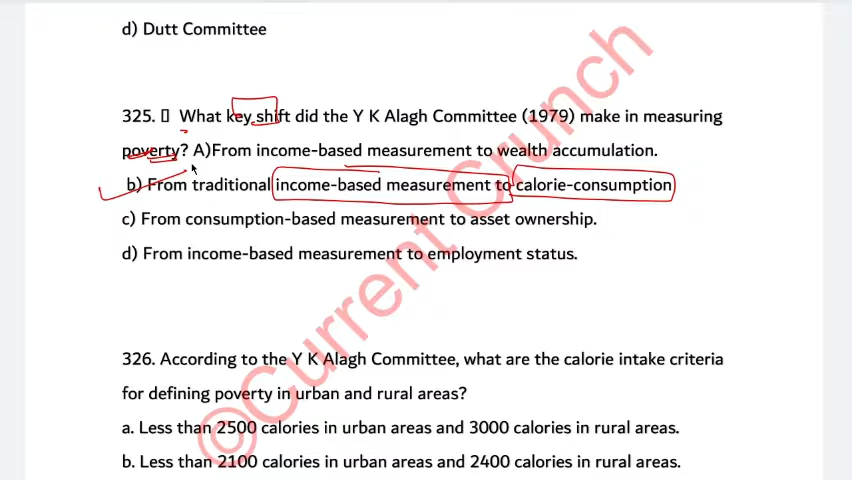 d) Dutt Committee
325. ▯ What key shift did the Y K Alagh Committee (1979) make in measuring
poverty? A)From income-based measurement to wealth accumulation.
b) From traditional income-based measurement to calorie-consumption
c) From consumption-based measurement to asset ownership.
d) From income-based measurement to employment status.
326. According to the Y K Alagh Committee, what are the calorie intake criteria
for defining poverty in urban and rural areas?
a. Less than 2500 calories in urban areas and 3000 calories in rural areas.
b. Less than 2100 calories in urban areas and 2400 calories in rural areas.
©Current Crunch